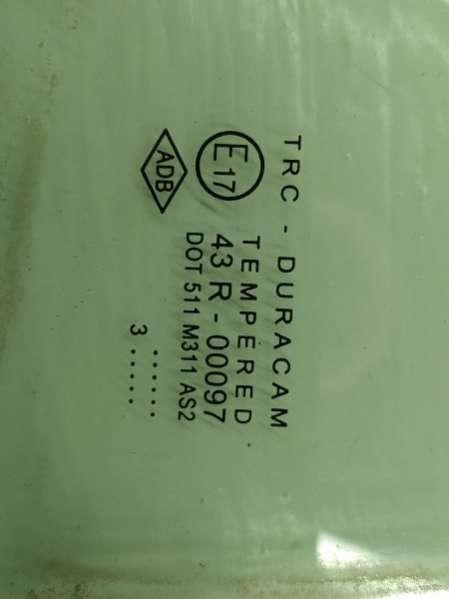 TRC - DURACAM
E17
TEMPERED
43 R - 00097
ADB
DOT 511 M311 AS2
......
3 .....